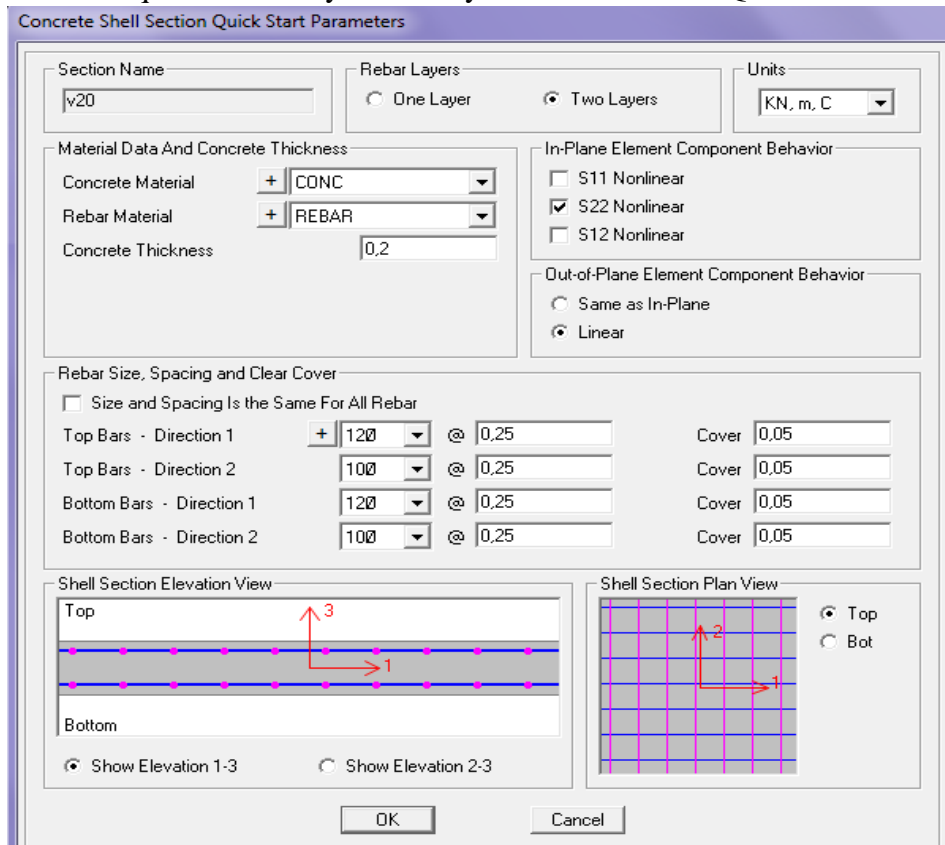 Concrete Shell Section Quick Start Parameters
Section Name
v20
Rebar Layers
One Layer
Two Layers
Units
KN, m, C
Material Data And Concrete Thickness
Concrete Material + CONC
Rebar Material + REBAR
Concrete Thickness 0,2
In-Plane Element Component Behavior
S11 Nonlinear
S22 Nonlinear
S12 Nonlinear
Out-of-Plane Element Component Behavior
Same as In-Plane
Linear
Rebar Size, Spacing and Clear Cover
Size and Spacing Is the Same For All Rebar
Top Bars - Direction 1 + 12Ø @ 0,25 Cover 0,05
Top Bars - Direction 2 10Ø @ 0,25 Cover 0,05
Bottom Bars - Direction 1 12Ø @ 0,25 Cover 0,05
Bottom Bars - Direction 2 10Ø @ 0,25 Cover 0,05
Shell Section Elevation View
Top
3
1
Bottom
Show Elevation 1-3
Show Elevation 2-3
Shell Section Plan View
2
1
Top
Bot
OK
Cancel